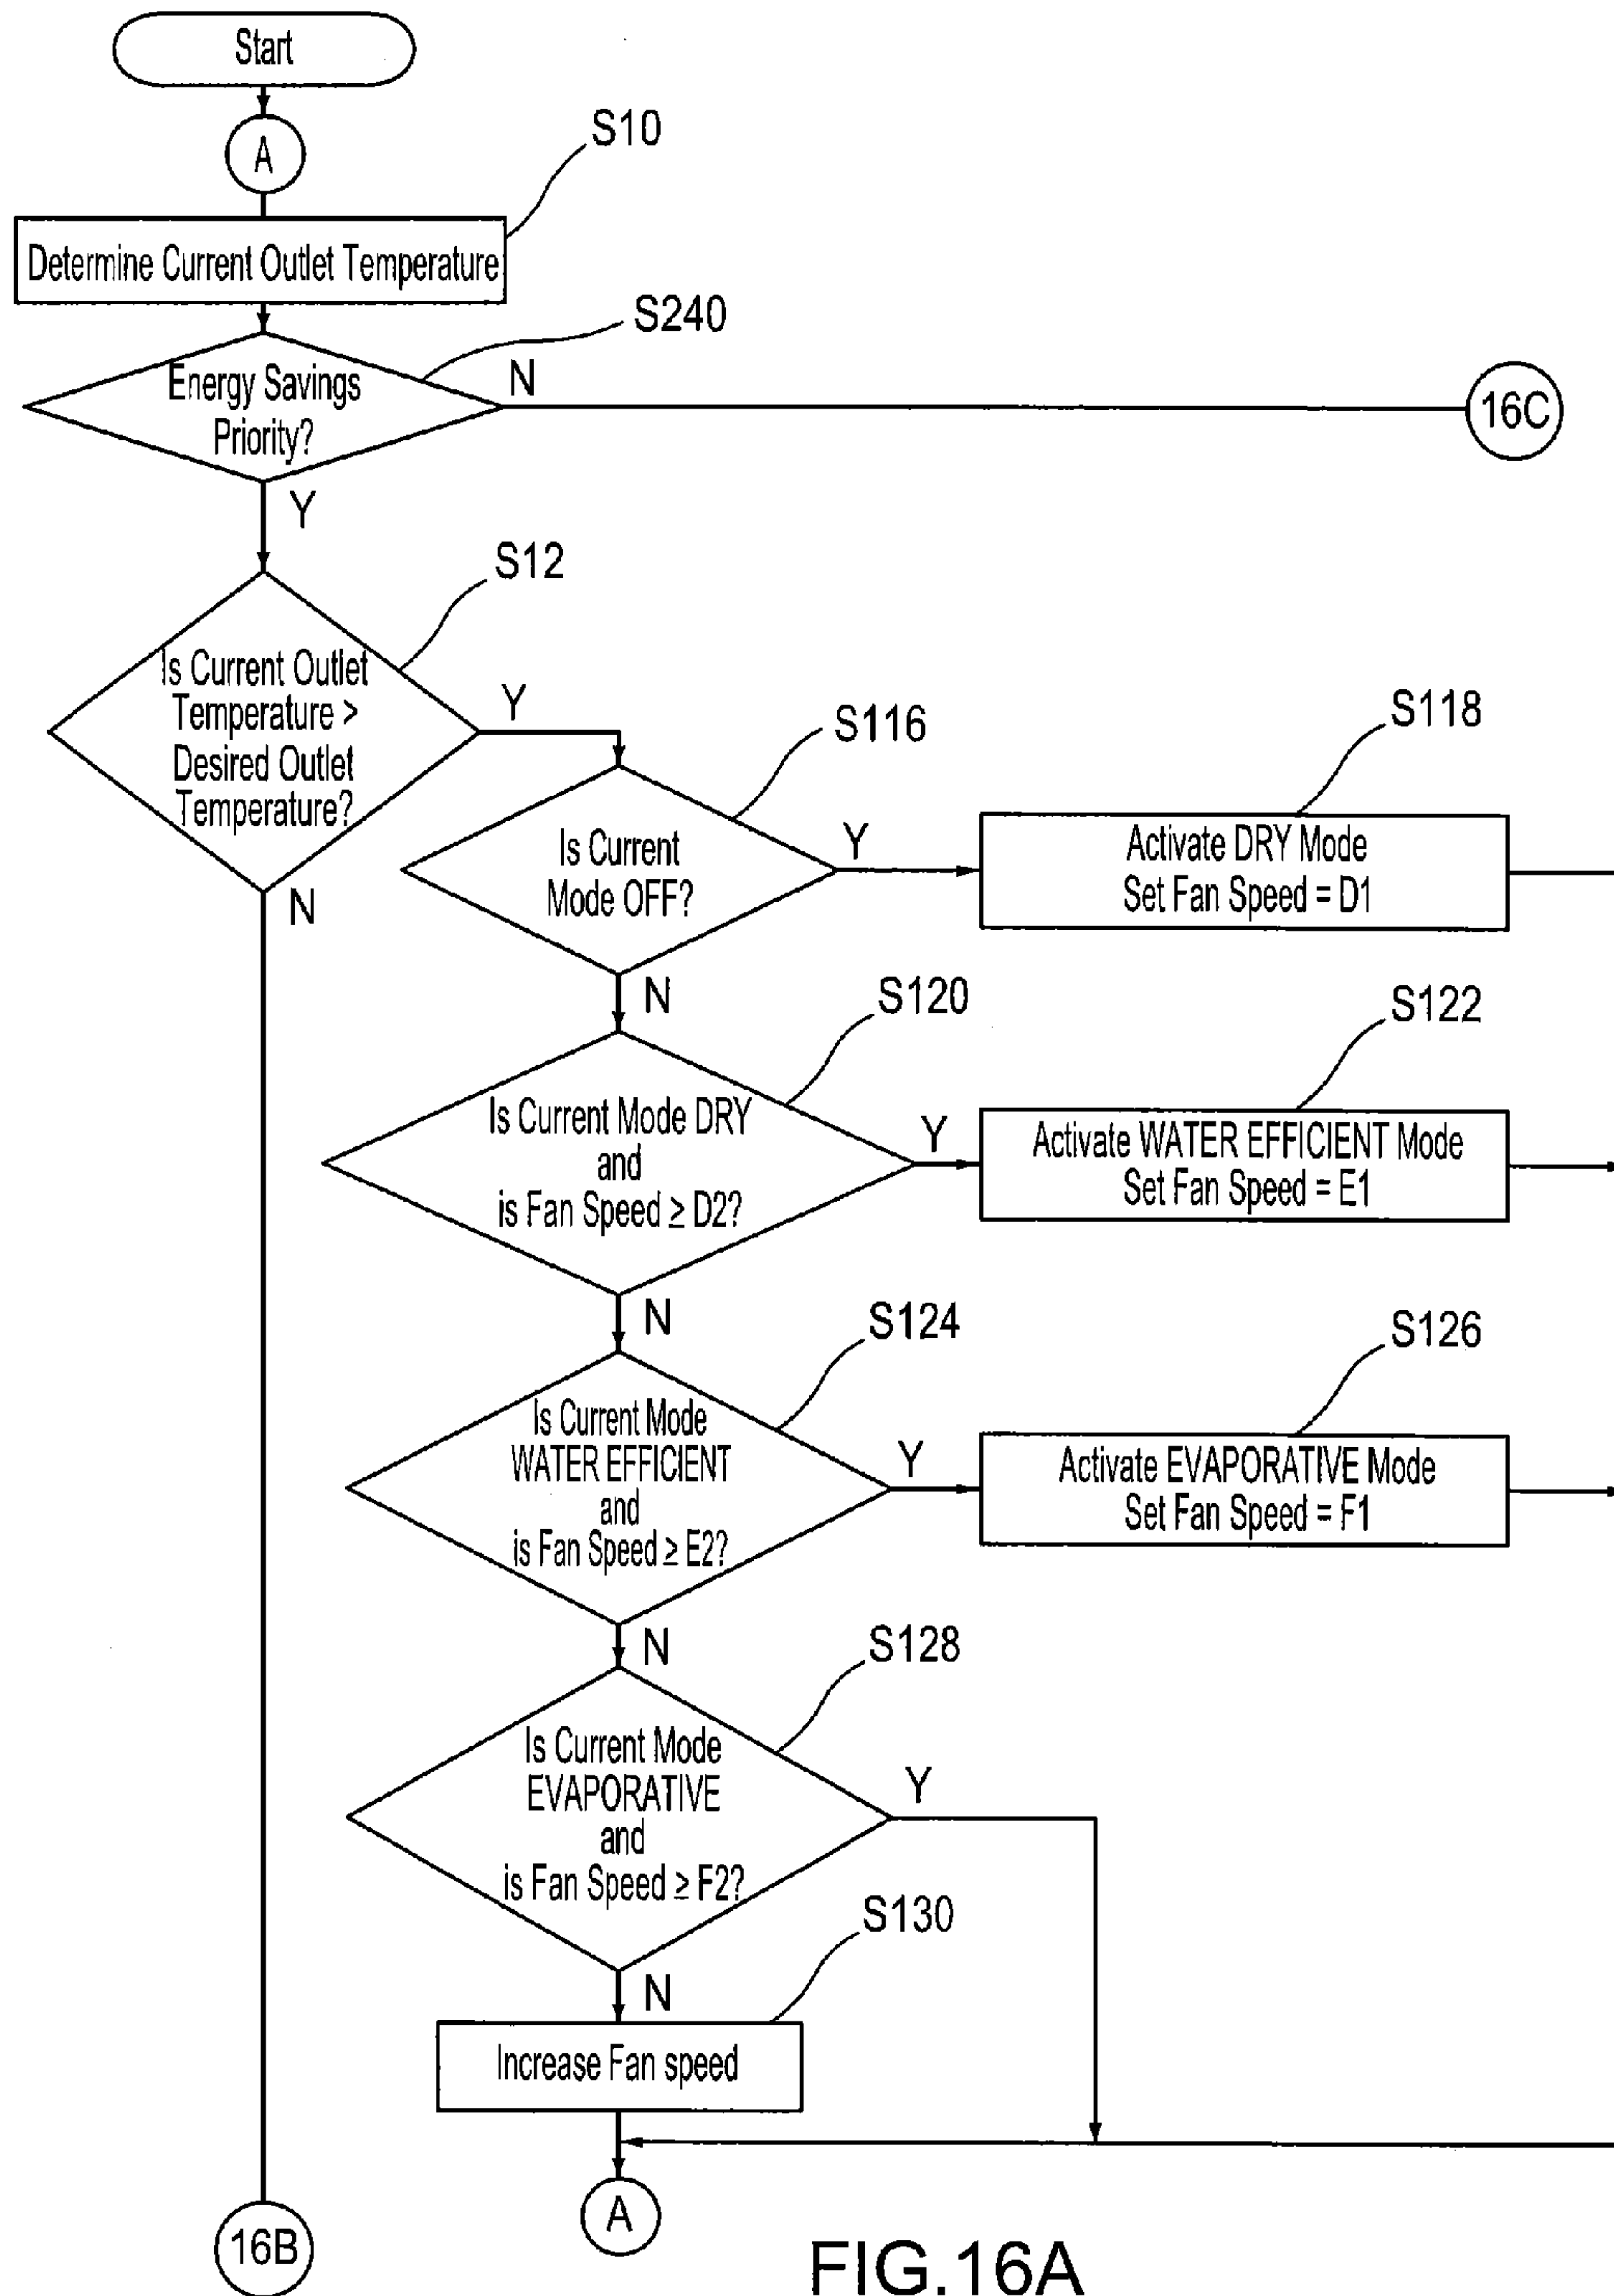 Start
A
S10
Determine Current Outlet Temperature
S240
Energy Savings
Priority?
N
16C
Y
S12
Is Current Outlet
Temperature >
Desired Outlet
Temperature?
Y
N
S116
Is Current
Mode OFF?
Y
S118
Activate DRY Mode
Set Fan Speed = D1
N
S120
Is Current Mode DRY
and
is Fan Speed ≥ D2?
Y
S122
Activate WATER EFFICIENT Mode
Set Fan Speed = E1
N
S124
Is Current Mode
WATER EFFICIENT
and
is Fan Speed ≥ E2?
Y
S126
Activate EVAPORATIVE Mode
Set Fan Speed = F1
N
S128
Is Current Mode
EVAPORATIVE
and
is Fan Speed ≥ F2?
Y
N
S130
Increase Fan speed
A
16B
FIG.16A